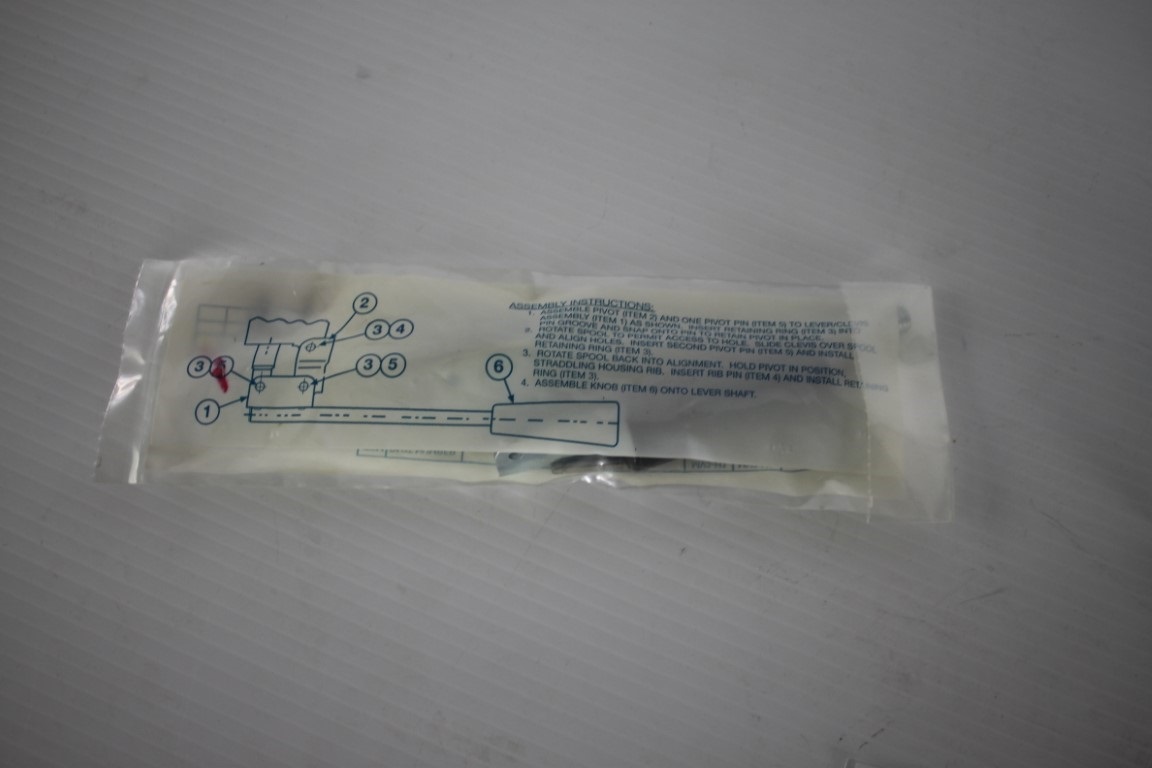 ASSEMBLY INSTRUCTIONS:
1. ASSEMBLE PIVOT (ITEM 2) AND ONE PIVOT PIN (ITEM 5) TO LEVER/CLEVIS
ASSEMBLY (ITEM 1) AS SHOWN. INSERT RETAINING RING (ITEM 3) INTO
PIN GROOVE AND SNAP ONTO PIN TO RETAIN PIVOT IN PLACE.
2. ROTATE SPOOL TO PERMIT ACCESS TO HOLE. SLIDE CLEVIS OVER SPOOL
AND ALIGN HOLES. INSERT SECOND PIVOT PIN (ITEM 5) AND INSTALL
RETAINING RING (ITEM 3).
3. ROTATE SPOOL BACK INTO ALIGNMENT. HOLD PIVOT IN POSITION,
STRADDLING HOUSING RIB. INSERT RIB PIN (ITEM 4) AND INSTALL RETAINING
RING (ITEM 3).
4. ASSEMBLE KNOB (ITEM 6) ONTO LEVER SHAFT.
2
3 4
3
3 5
6
1